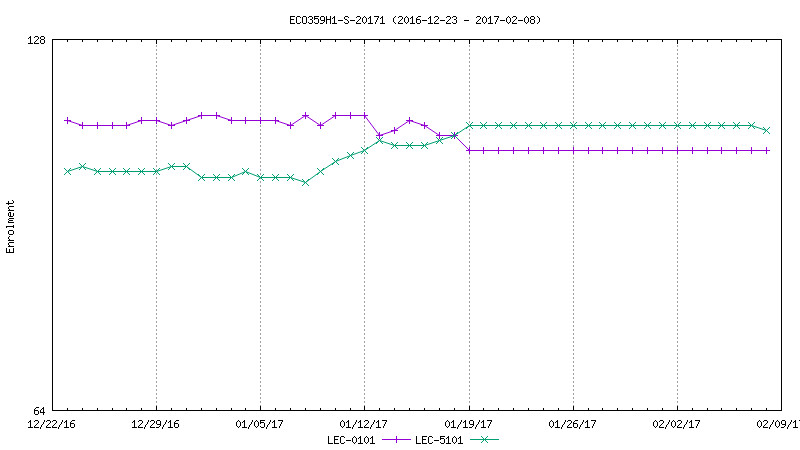 ECO359H1-S-20171 (2016-12-23 - 2017-02-08)
128
Enrolment
64
12/22/16 12/29/16 01/05/17 01/12/17 01/19/17 01/26/17 02/02/17 02/09/17
LEC-0101 LEC-5101